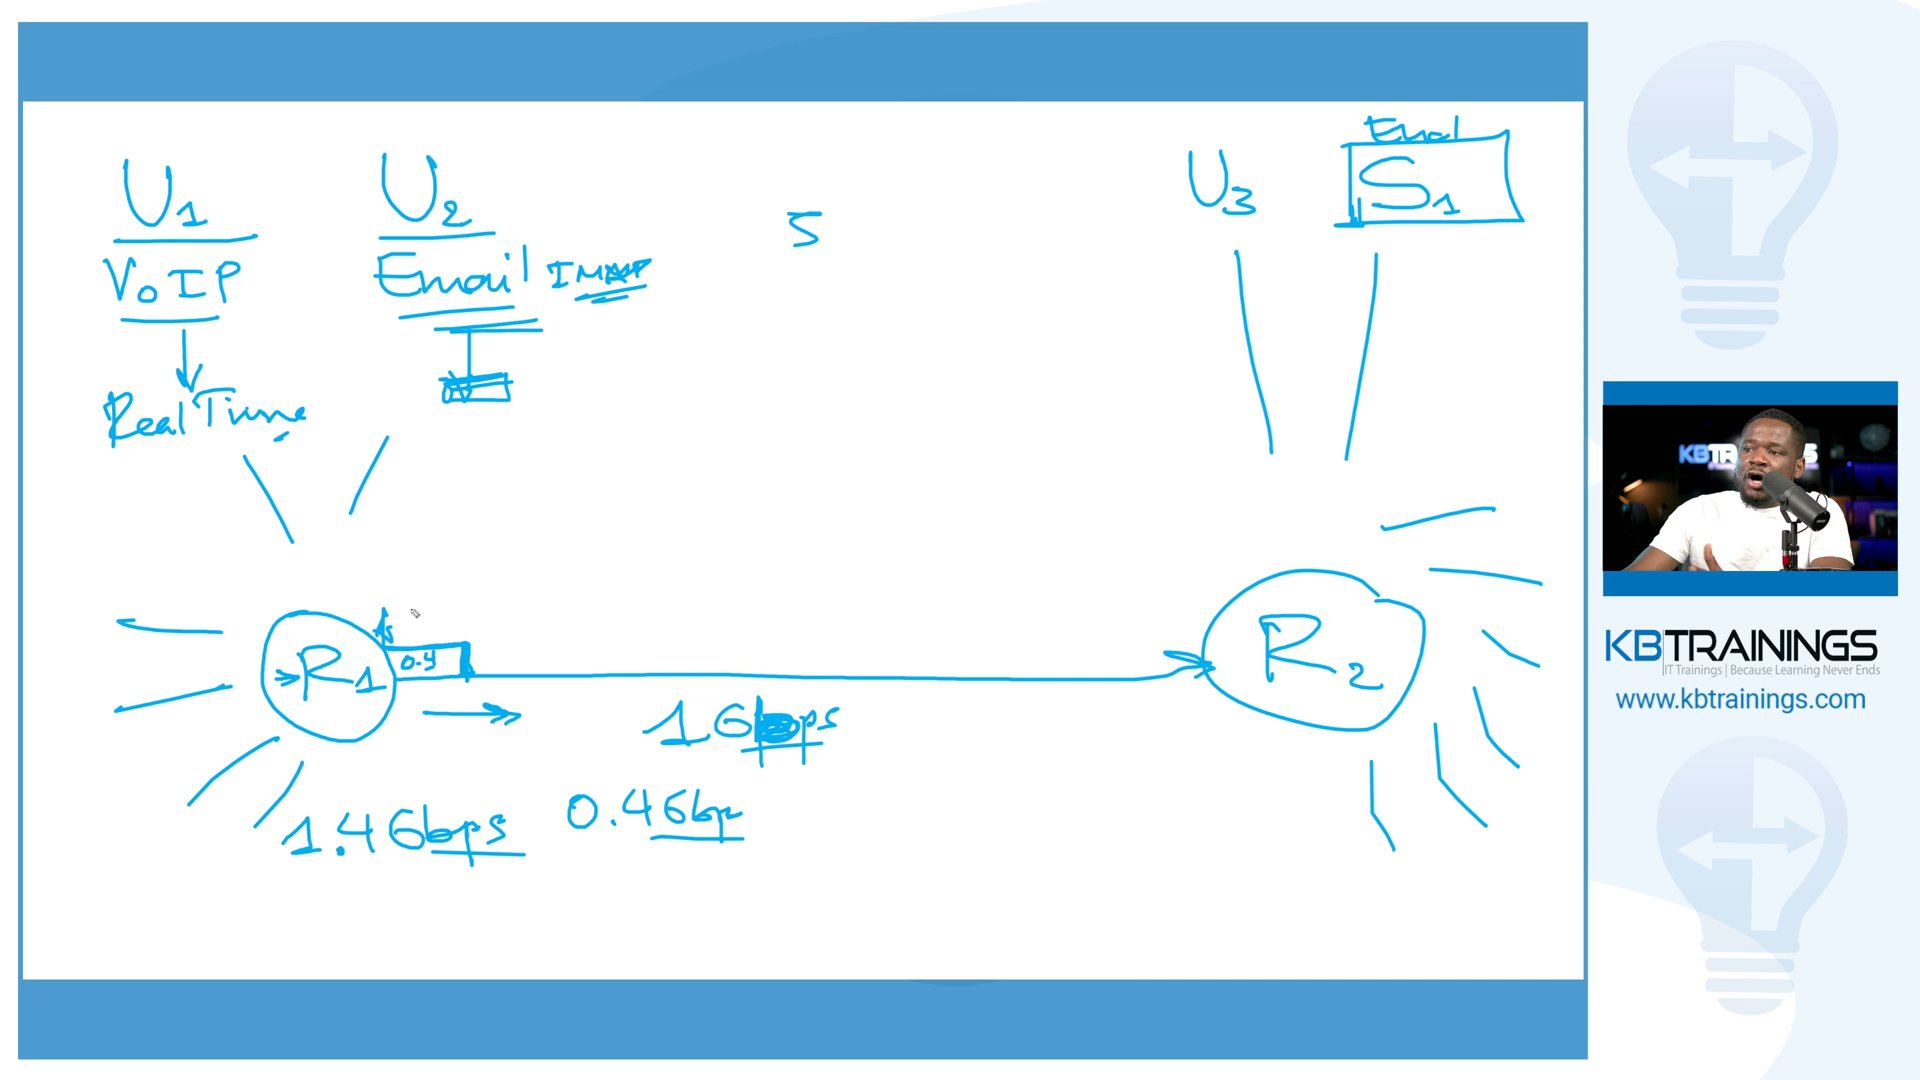 U1
VoIP
Real Time
U2
Email IMAP
5
U3
Email
S1
R1
0.4
1Gbps
R2
1.4Gbps
0.4Gbp
KBTRAININGS
IT Trainings | Because Learning Never Ends
www.kbtrainings.com